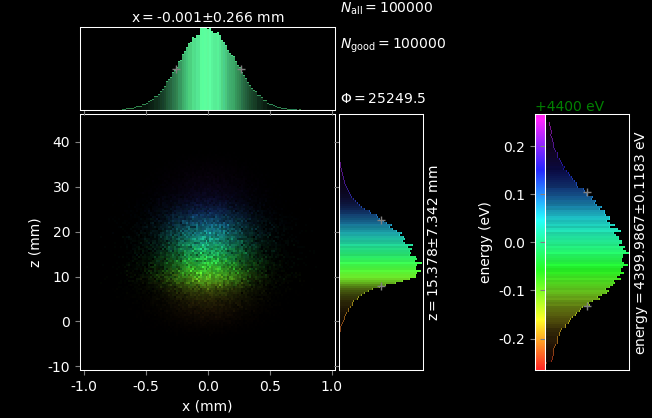 x = -0.001±0.266 mm
N_all = 100000
N_good = 100000
Φ = 25249.5
+4400 eV
z (mm)
40
30
20
10
0
-10
-1.0
-0.5
0.0
0.5
1.0
x (mm)
z = 15.378±7.342 mm
energy (eV)
0.2
0.1
0.0
-0.1
-0.2
energy = 4399.9867±0.1183 eV